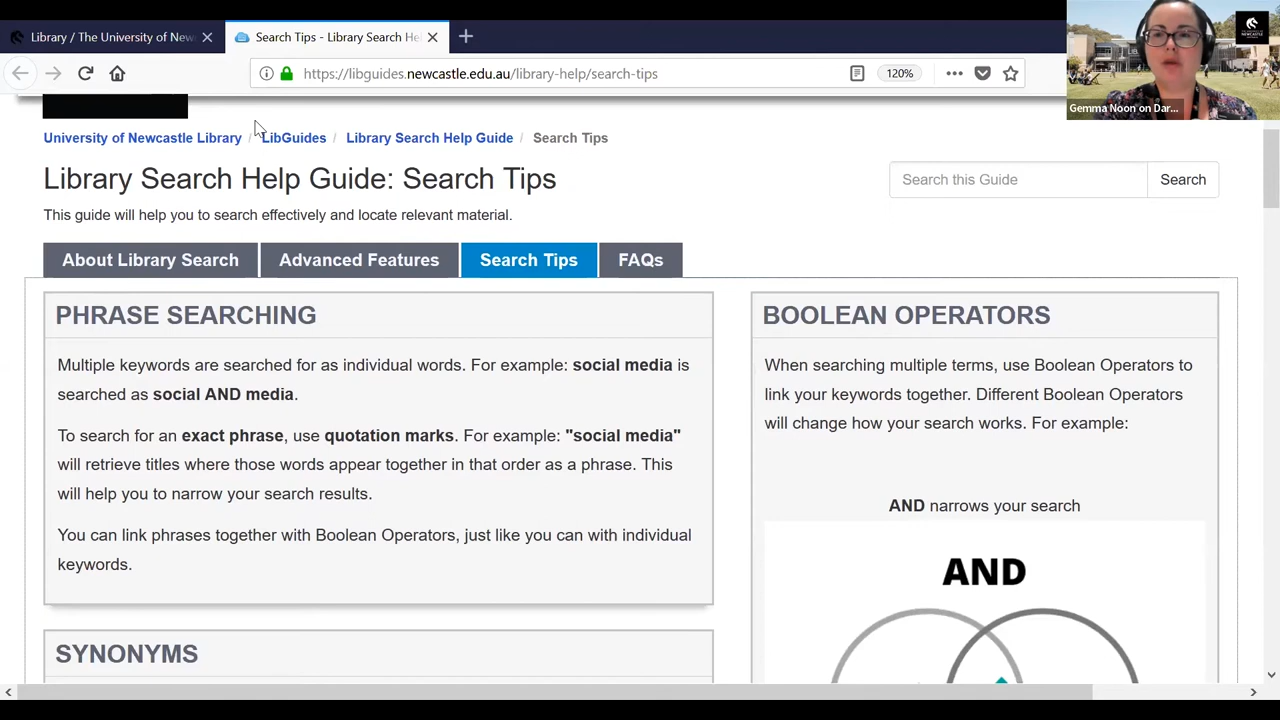 Library / The University of New
Search Tips - Library Search He
https://libguides.newcastle.edu.au/library-help/search-tips
120%
Gemma Noon on Dar...
University of Newcastle Library / LibGuides / Library Search Help Guide / Search Tips
Library Search Help Guide: Search Tips
Search this Guide
Search
This guide will help you to search effectively and locate relevant material.
About Library Search
Advanced Features
Search Tips
FAQs
PHRASE SEARCHING
Multiple keywords are searched for as individual words. For example: social media is
searched as social AND media.
To search for an exact phrase, use quotation marks. For example: "social media"
will retrieve titles where those words appear together in that order as a phrase. This
will help you to narrow your search results.
You can link phrases together with Boolean Operators, just like you can with individual
keywords.
SYNONYMS
BOOLEAN OPERATORS
When searching multiple terms, use Boolean Operators to
link your keywords together. Different Boolean Operators
will change how your search works. For example:
AND narrows your search
AND